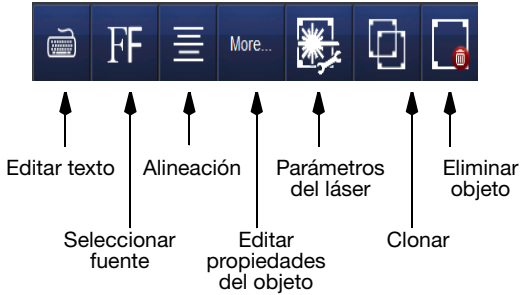 FF
More...
Editar texto
Alineación
Parámetros
del láser
Eliminar
objeto
Seleccionar
fuente
Editar
propiedades
del objeto
Clonar